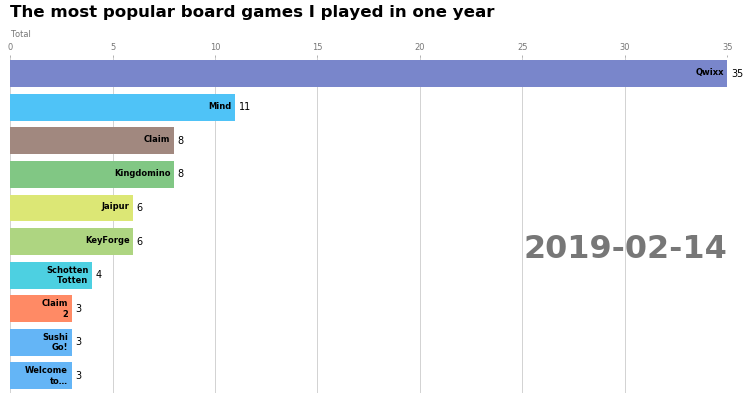 The most popular board games I played in one year
Total
0 5 10 15 20 25 30 35
Qwixx 35
Mind 11
Claim 8
Kingdomino 8
Jaipur 6
KeyForge 6
2019-02-14
Schotten
Totten 4
Claim
2 3
Sushi
Go! 3
Welcome
to... 3